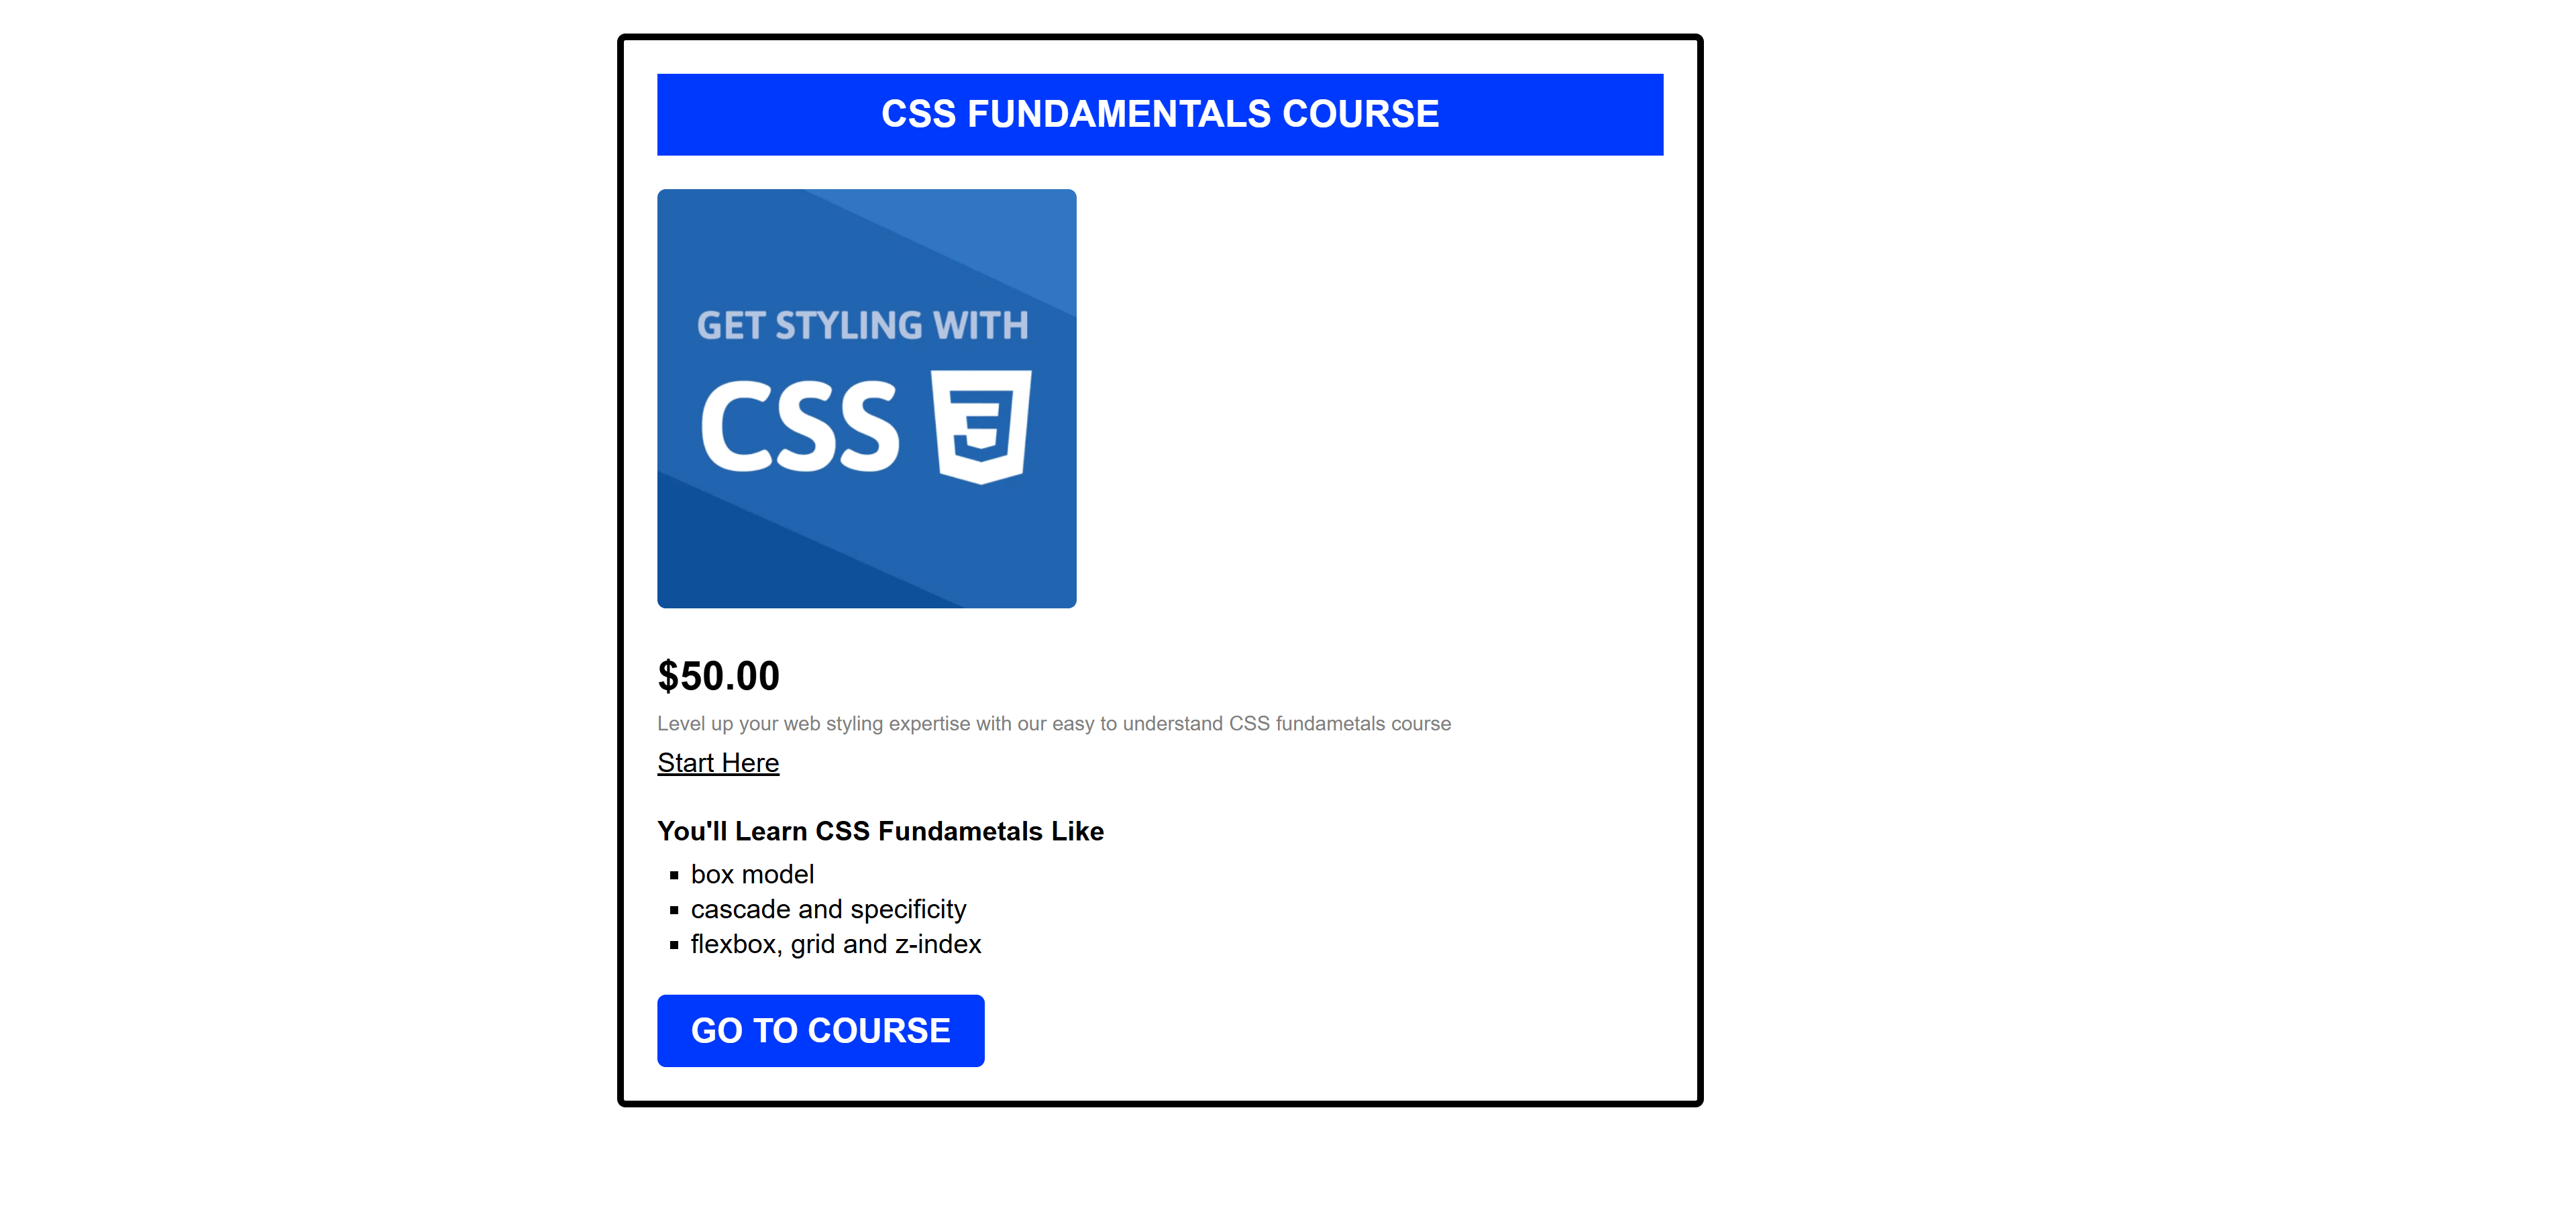 CSS FUNDAMENTALS COURSE
GET STYLING WITH
CSS
$50.00
Level up your web styling expertise with our easy to understand CSS fundametals course
Start Here
You'll Learn CSS Fundametals Like
box model
cascade and specificity
flexbox, grid and z-index
GO TO COURSE